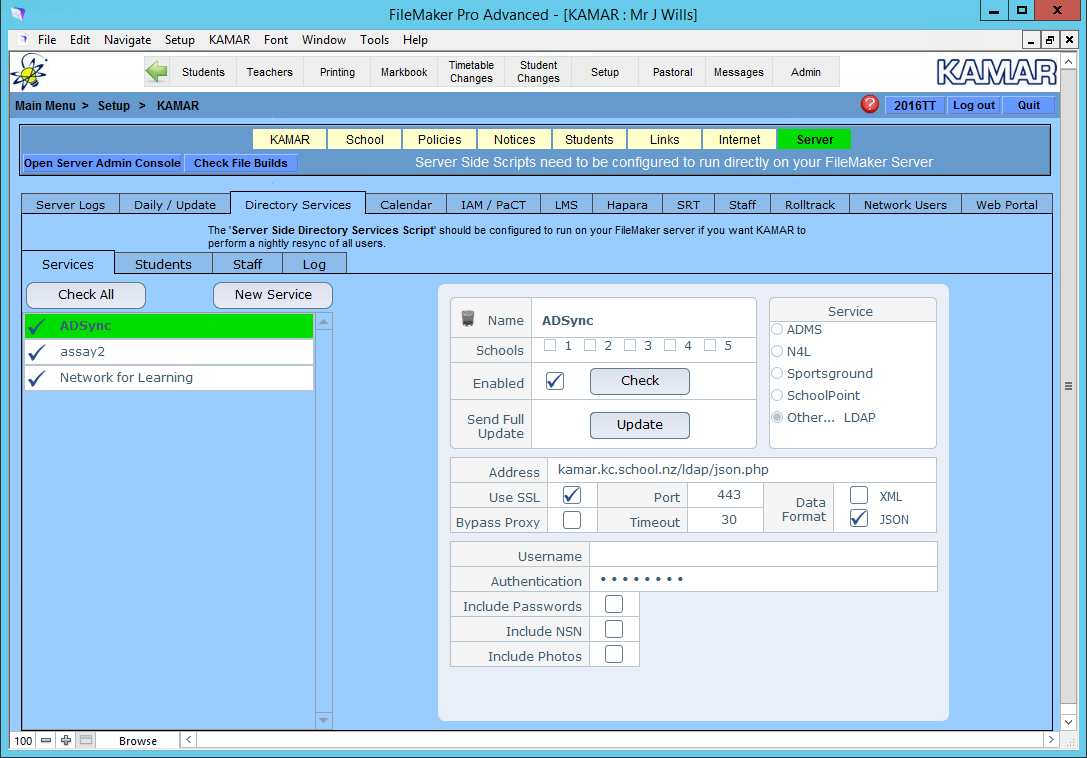 FileMaker Pro Advanced - [KAMAR : Mr J Wills]
File Edit Navigate Setup KAMAR Font Window Tools Help
Students Teachers Printing Markbook Timetable Changes Student Changes Setup Pastoral Messages Admin KAMAR
Main Menu > Setup > KAMAR ? 2016TT Log out Quit
KAMAR School Policies Notices Students Links Internet Server
Open Server Admin Console Check File Builds Server Side Scripts need to be configured to run directly on your FileMaker Server
Server Logs Daily / Update Directory Services Calendar IAM / PaCT LMS Hapara SRT Staff Rolltrack Network Users Web Portal
The 'Server Side Directory Services Script' should be configured to run on your FileMaker server if you want KAMAR to
perform a nightly resync of all users.
Services Students Staff Log
Check All New Service
ADSync
assay2
Network for Learning
Name ADSync
Schools 1 2 3 4 5
Enabled Check
Send Full
Update Update
Service
ADMS
N4L
Sportsground
SchoolPoint
Other... LDAP
Address kamar.kc.school.nz/ldap/json.php
Use SSL Port 443
Bypass Proxy Timeout 30
Data
Format
XML
JSON
Username
Authentication ••••••••
Include Passwords
Include NSN
Include Photos
100 Browse